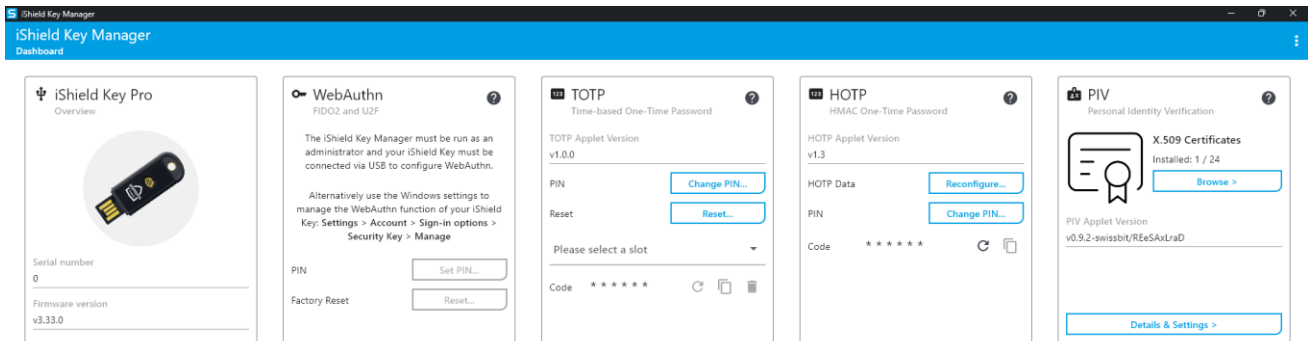 iShield Key Manager
iShield Key Manager
Dashboard
iShield Key Pro
Overview
Serial number
0
Firmware version
v3.33.0
WebAuthn
FIDO2 and U2F
The iShield Key Manager must be run as an
administrator and your iShield Key must be
connected via USB to configure WebAuthn.
Alternatively use the Windows settings to
manage the WebAuthn function of your iShield
Key: Settings > Account > Sign-in options >
Security Key > Manage
PIN Set PIN...
Factory Reset Reset...
TOTP
Time-based One-Time Password
TOTP Applet Version
v1.0.0
PIN Change PIN...
Reset Reset...
Please select a slot
Code * * * * * *
HOTP
HMAC One-Time Password
HOTP Applet Version
v1.3
HOTP Data Reconfigure...
PIN Change PIN...
Code * * * * * *
PIV
Personal Identity Verification
X.509 Certificates
Installed: 1 / 24
Browse >
PIV Applet Version
v0.9.2-swissbit/REeSAxLraD
Details & Settings >